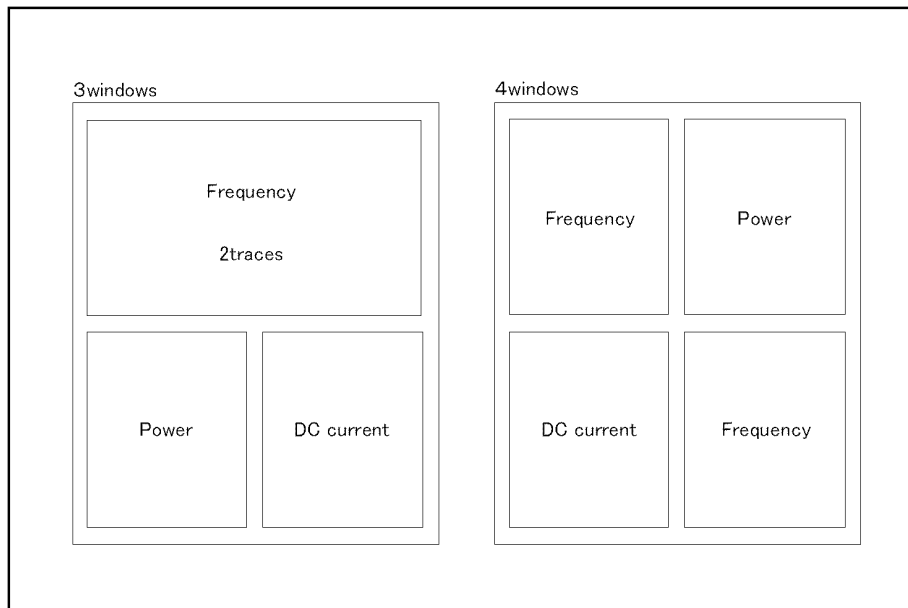 3windows
Frequency
2traces
Power
DC current
4windows
Frequency
Power
DC current
Frequency